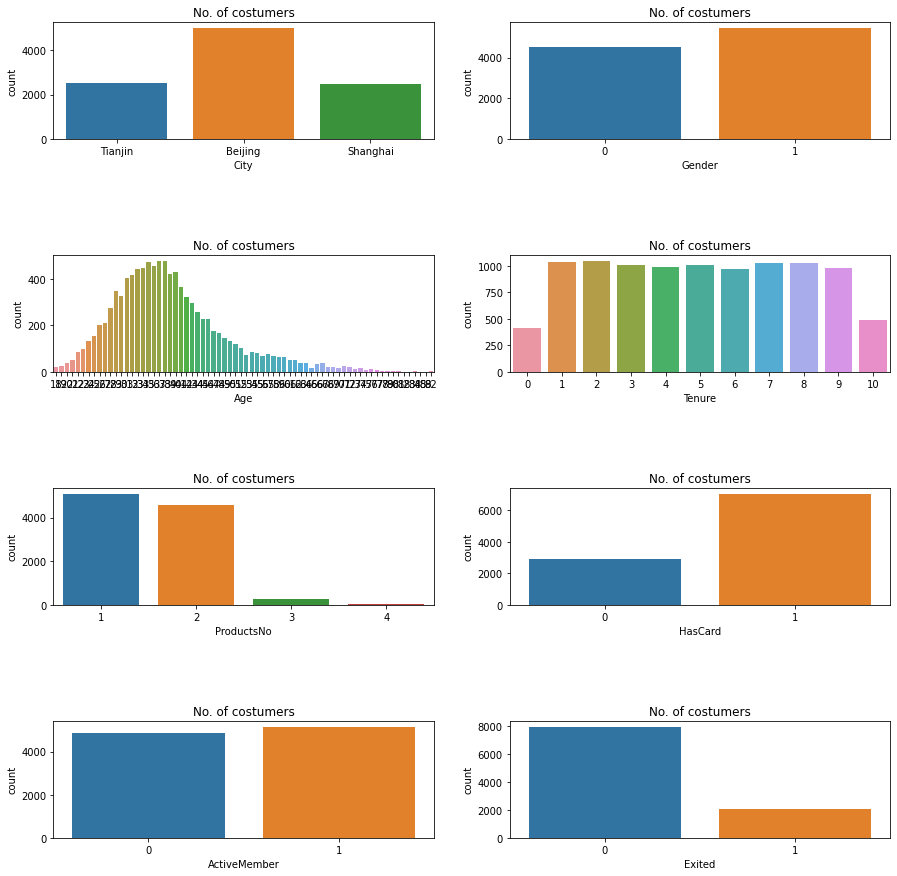 No. of costumers
count
4000
2000
0
Tianjin
Beijing
Shanghai
City
No. of costumers
count
4000
2000
0
0
1
Gender
No. of costumers
count
400
200
0
Age
No. of costumers
count
1000
750
500
250
0
0 1 2 3 4 5 6 7 8 9 10
Tenure
No. of costumers
count
4000
2000
0
1 2 3 4
ProductsNo
No. of costumers
count
6000
4000
2000
0
0 1
HasCard
No. of costumers
count
4000
2000
0
0 1
ActiveMember
No. of costumers
count
8000
6000
4000
2000
0
0 1
Exited